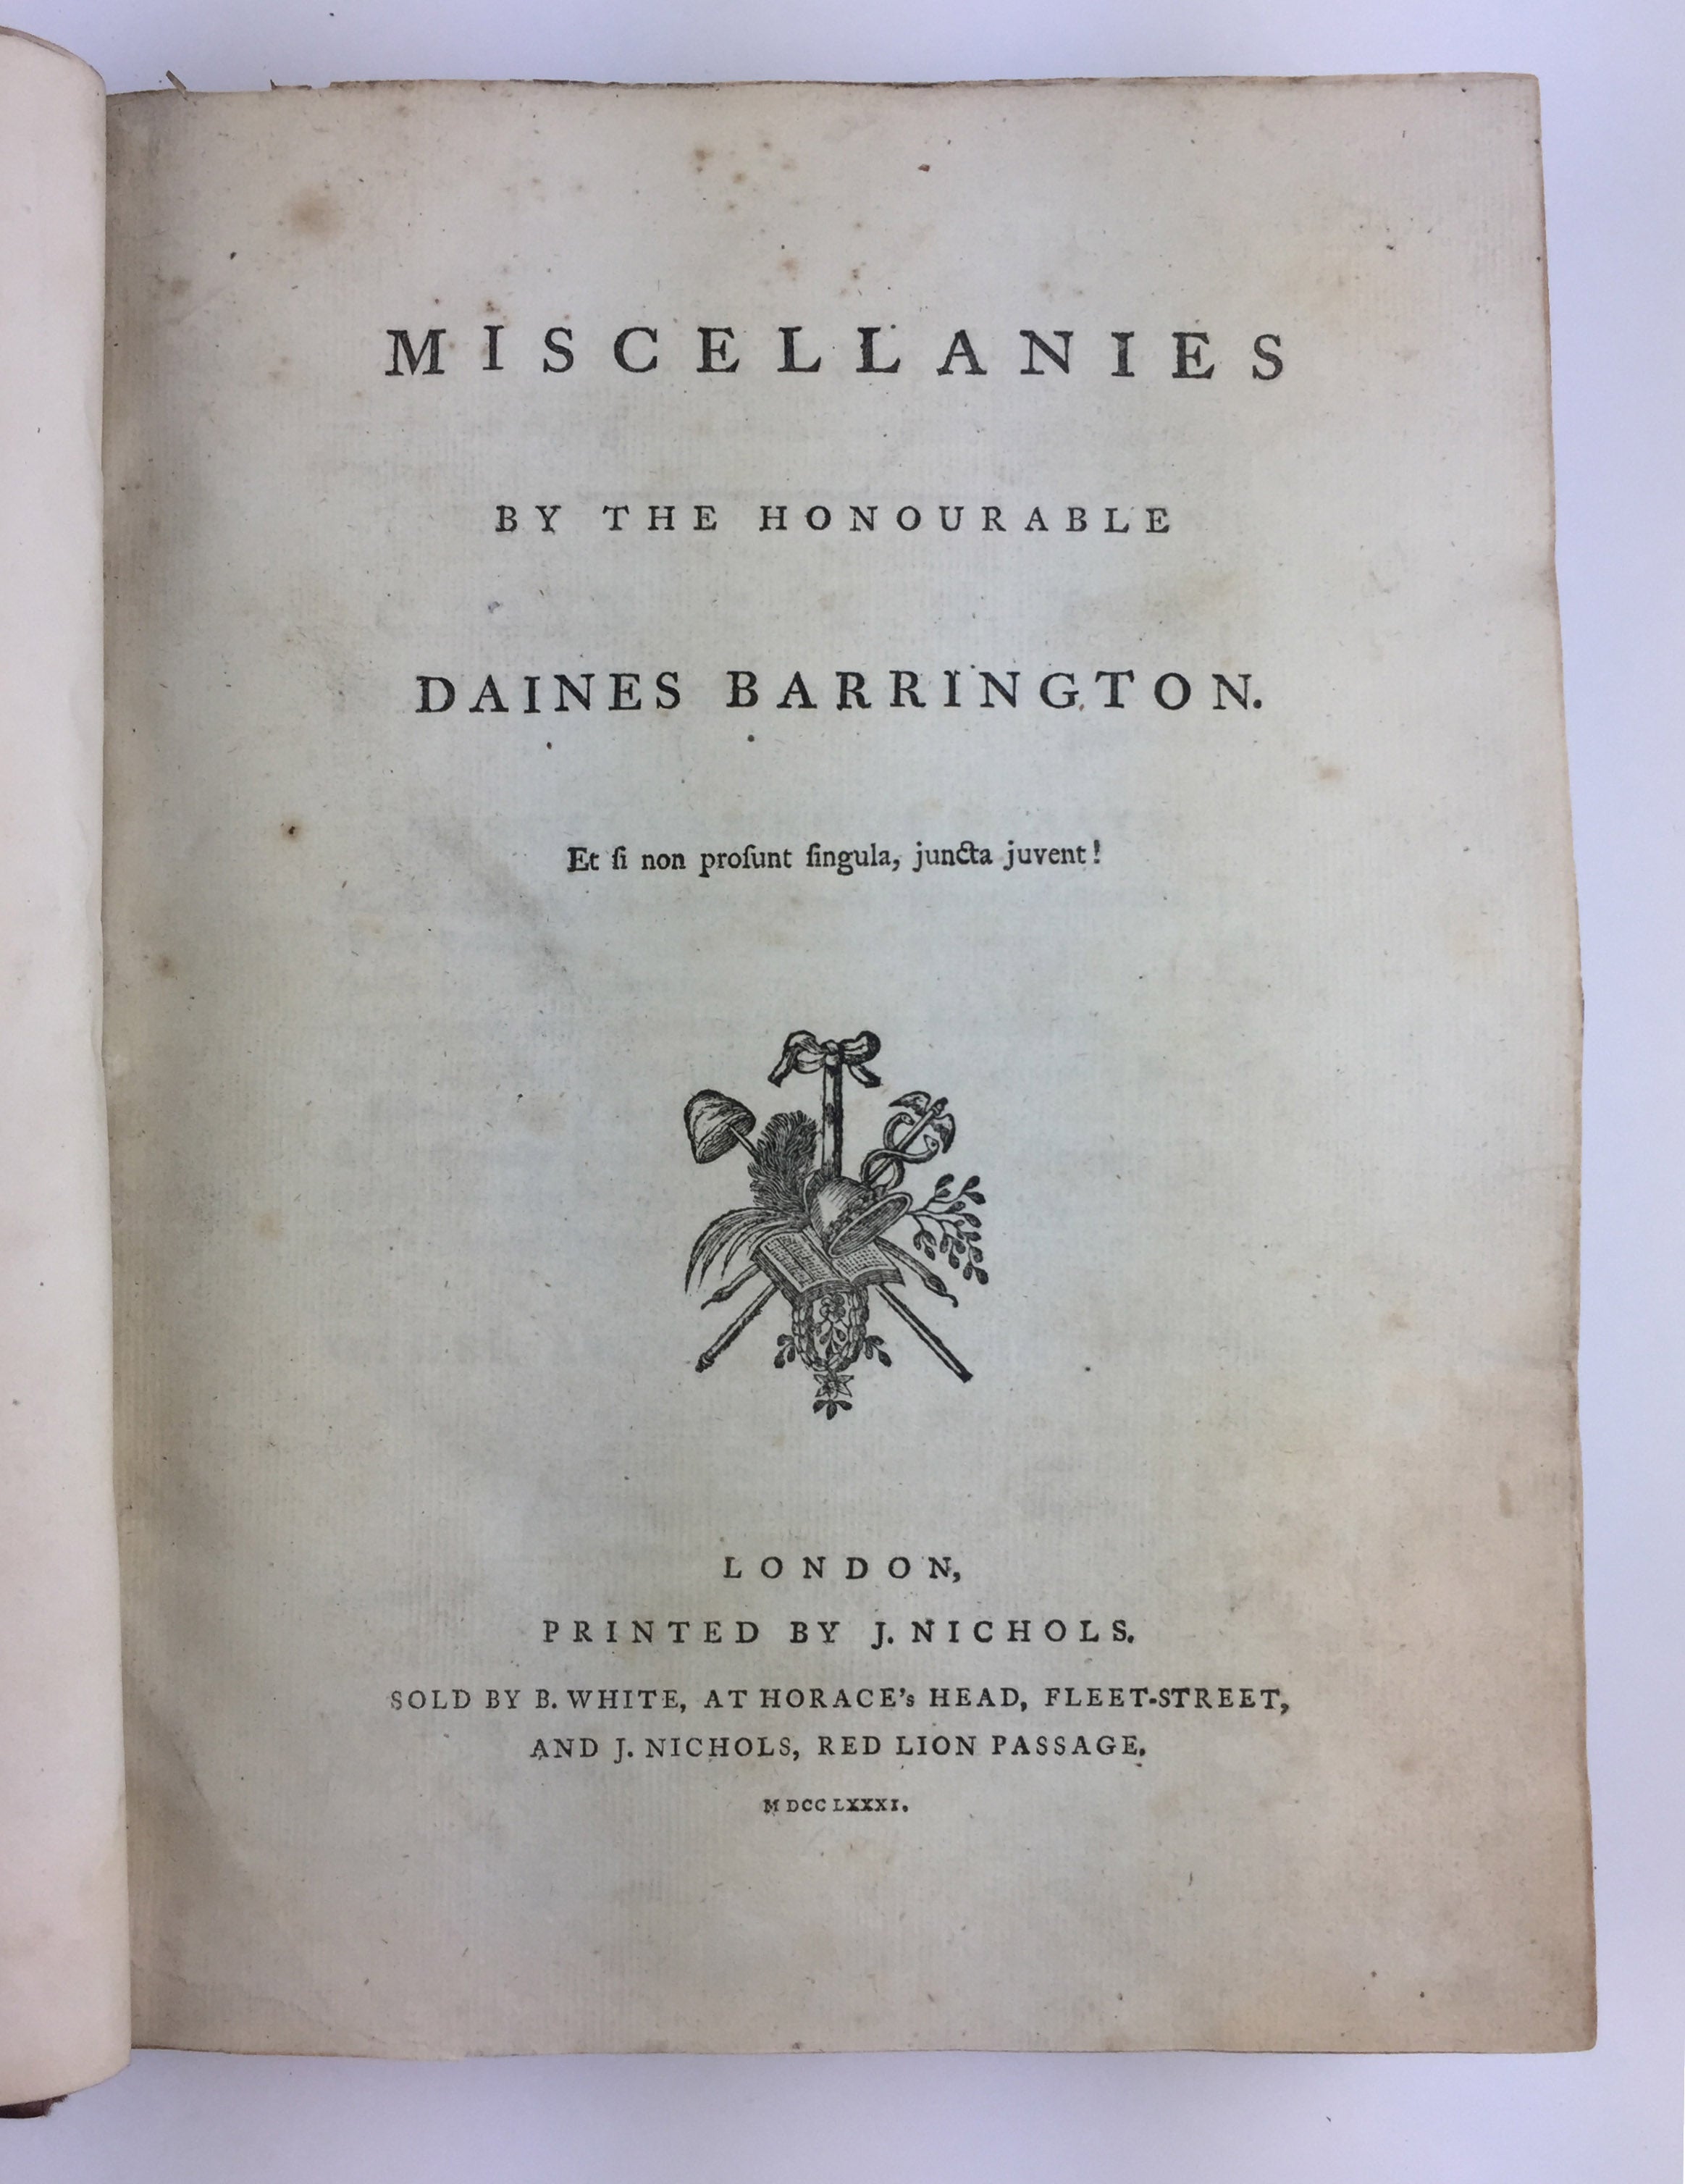 MISCELLANIES
BY THE HONOURABLE
DAINES BARRINGTON.
Et ſi non proſunt ſingula, juncta juvent!
LONDON,
PRINTED BY J. NICHOLS.
SOLD BY B. WHITE, AT HORACE's HEAD, FLEET-STREET,
AND J. NICHOLS, RED LION PASSAGE.
MDCCLXXXI.